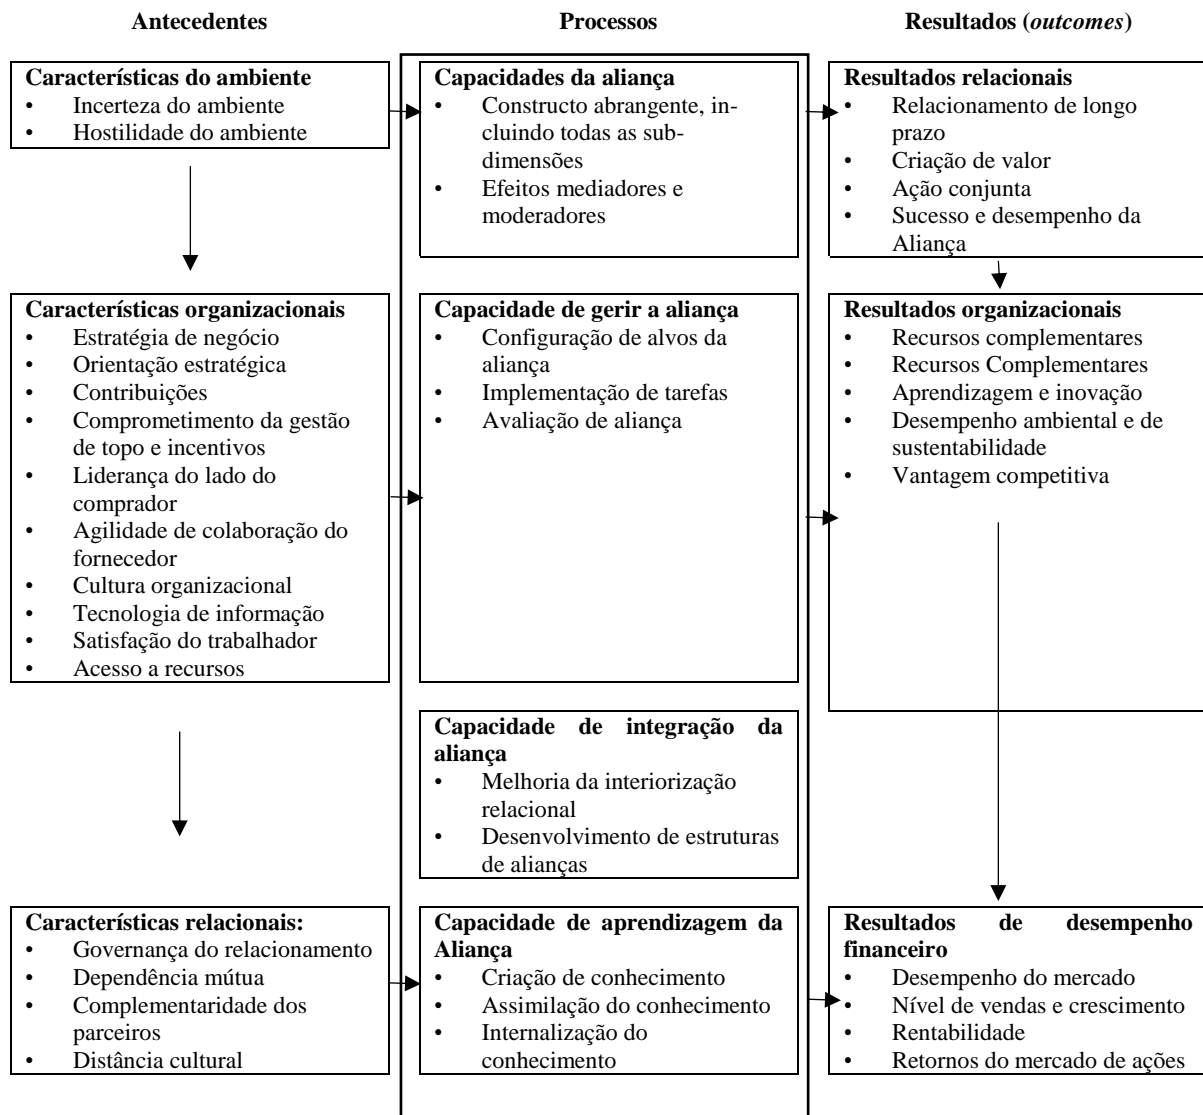 Antecedentes
Processos
Resultados (outcomes)
Características do ambiente
• Incerteza do ambiente
• Hostilidade do ambiente
Capacidades da aliança
• Constructo abrangente, in-
cluindo todas as sub-
dimensões
• Efeitos mediadores e
moderadores
Resultados relacionais
• Relacionamento de longo
prazo
• Criação de valor
• Ação conjunta
• Sucesso e desempenho da
Aliança
Características organizacionais
• Estratégia de negócio
• Orientação estratégica
• Contribuições
• Comprometimento da gestão
de topo e incentivos
• Liderança do lado do
comprador
• Agilidade de colaboração do
fornecedor
• Cultura organizacional
• Tecnologia de informação
• Satisfação do trabalhador
• Acesso a recursos
Capacidade de gerir a aliança
• Configuração de alvos da
aliança
• Implementação de tarefas
• Avaliação de aliança
Resultados organizacionais
• Recursos complementares
• Recursos Complementares
• Aprendizagem e inovação
• Desempenho ambiental e de
sustentabilidade
• Vantagem competitiva
Capacidade de integração da
aliança
• Melhoria da interiorização
relacional
• Desenvolvimento de estruturas
de alianças
Características relacionais:
• Governança do relacionamento
• Dependência mútua
• Complementaridade dos
parceiros
• Distância cultural
Capacidade de aprendizagem da
Aliança
• Criação de conhecimento
• Assimilação do conhecimento
• Internalização do
conhecimento
Resultados de desempenho
financeiro
• Desempenho do mercado
• Nível de vendas e crescimento
• Rentabilidade
• Retornos do mercado de ações